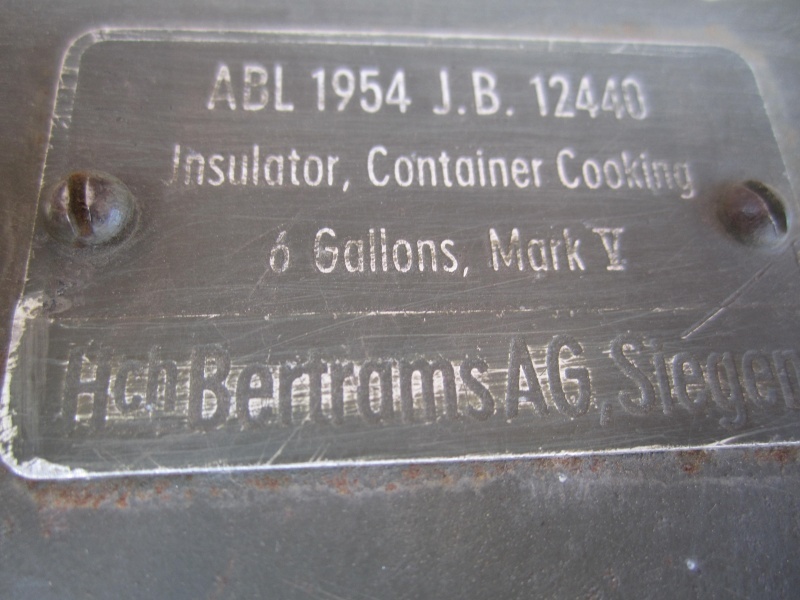 ABL 1954 J.B. 12440
Insulator, Container Cooking
6 Gallons, Mark V
Hch Bertrams AG, Siegen